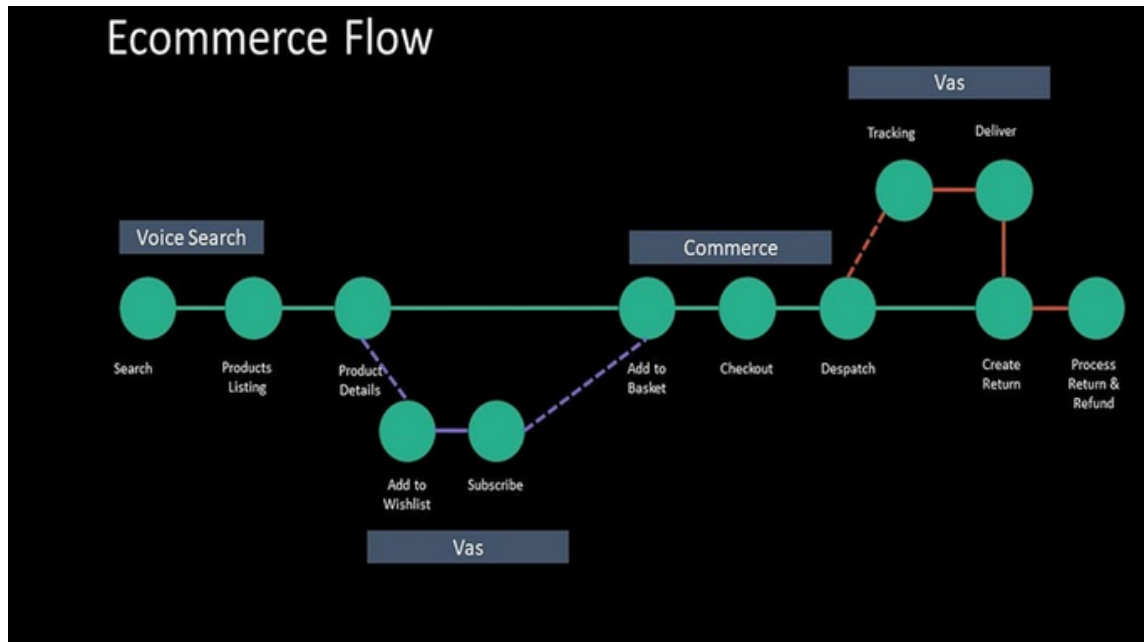 Ecommerce Flow
Vas
Tracking
Deliver
Voice Search
Commerce
Search
Products
Listing
Product
Details
Add to
Basket
Checkout
Despatch
Create
Return
Process
Return &
Refund
Add to
Wishlist
Subscribe
Vas